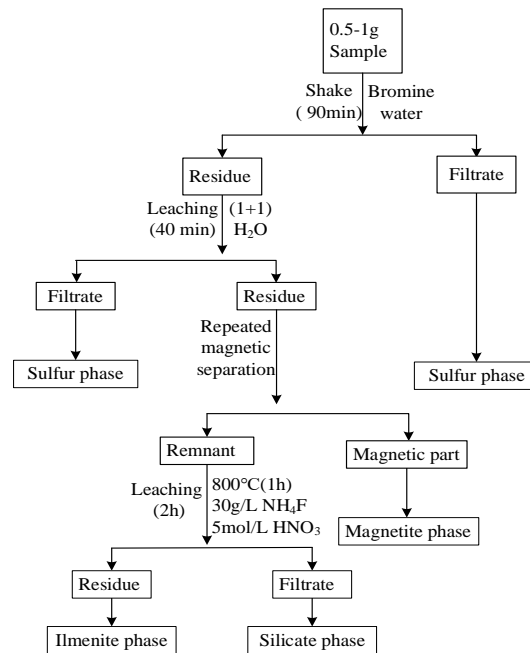 0.5-1g
Sample
Shake
( 90min)
Bromine
water
Residue
Filtrate
Leaching
(40 min)
(1+1)
H₂O
Filtrate
Residue
Repeated
magnetic
separation
Sulfur phase
Sulfur phase
Remnant
Magnetic part
Leaching
(2h)
800°C(1h)
30g/L NH₄F
5mol/L HNO₃
Magnetite phase
Residue
Filtrate
Ilmenite phase
Silicate phase